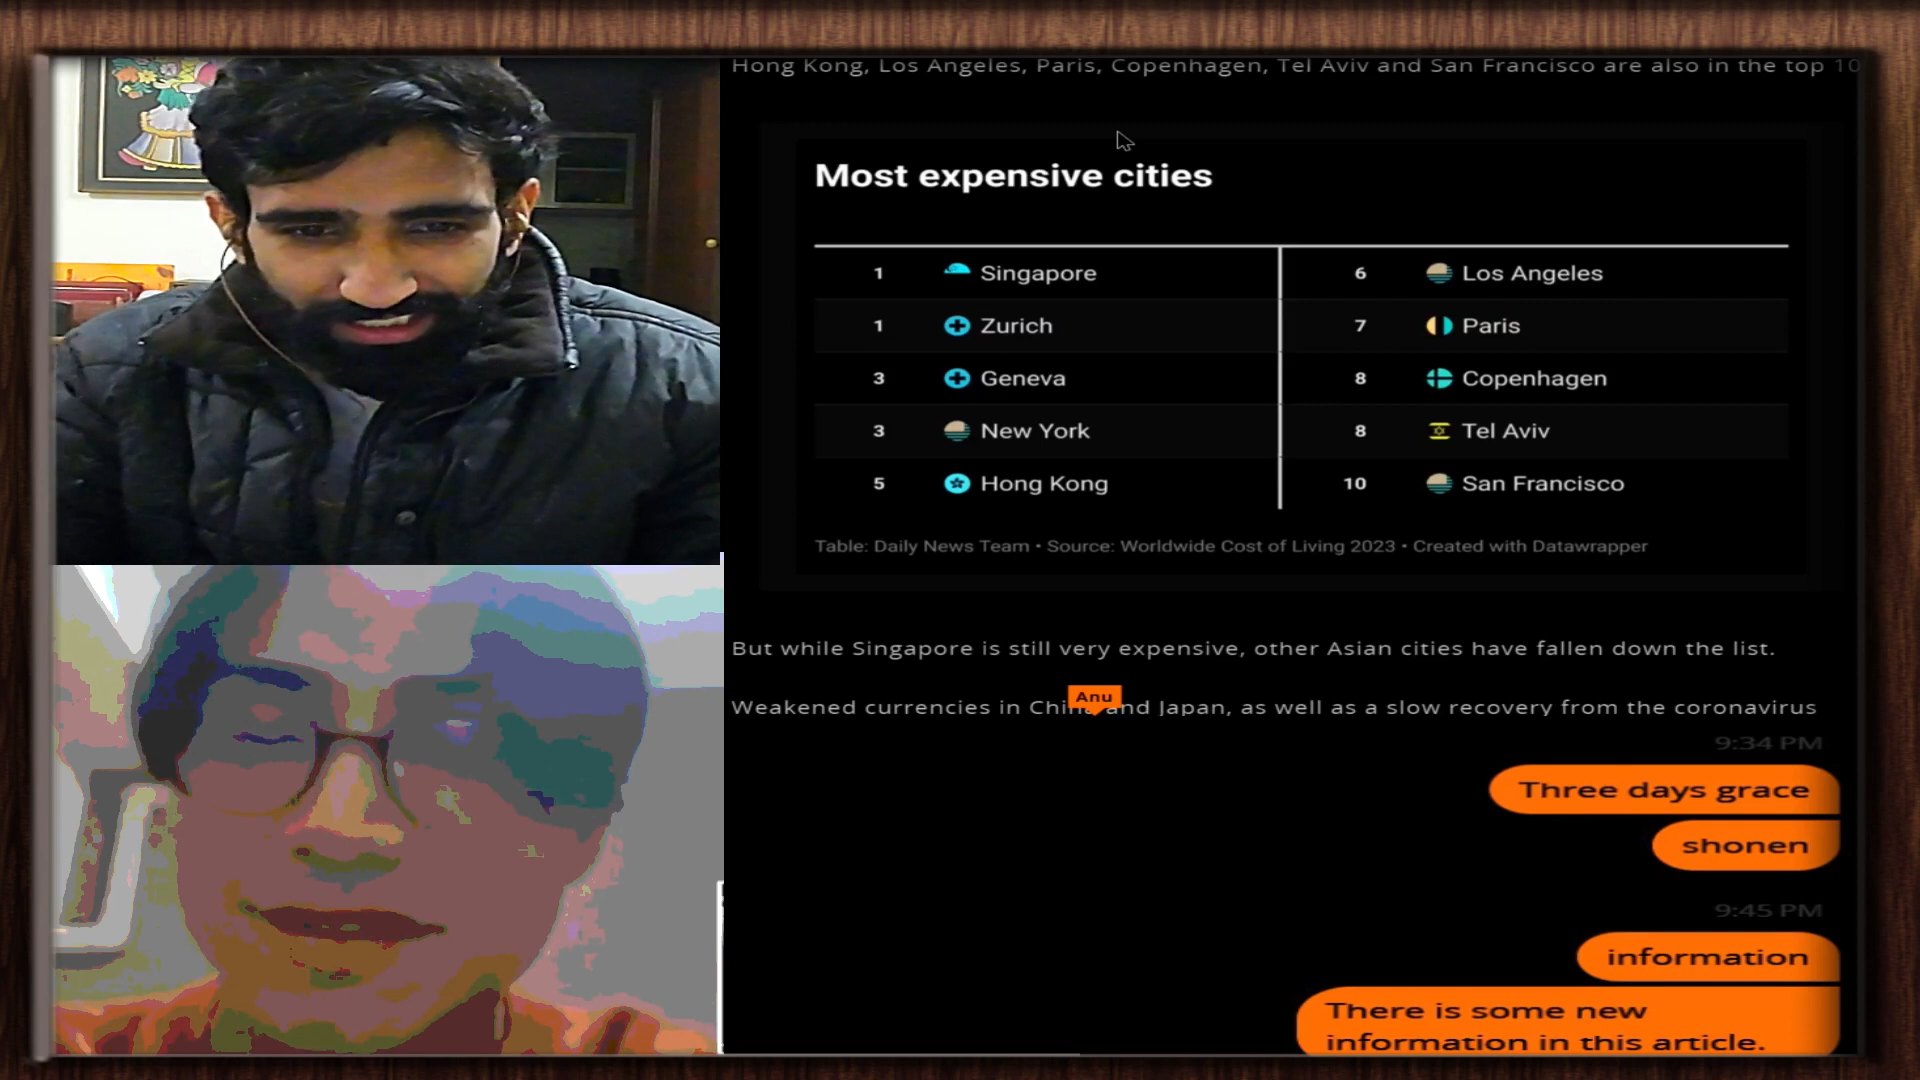 Hong Kong, Los Angeles, Paris, Copenhagen, Tel Aviv and San Francisco are also in the top 10
Most expensive cities
1 Singapore
1 Zurich
3 Geneva
3 New York
5 Hong Kong
6 Los Angeles
7 Paris
8 Copenhagen
8 Tel Aviv
10 San Francisco
Table: Daily News Team • Source: Worldwide Cost of Living 2023 • Created with Datawrapper
But while Singapore is still very expensive, other Asian cities have fallen down the list.
Anu
Weakened currencies in China and Japan, as well as a slow recovery from the coronavirus
9:34 PM
Three days grace
shonen
9:45 PM
information
There is some new
information in this article.